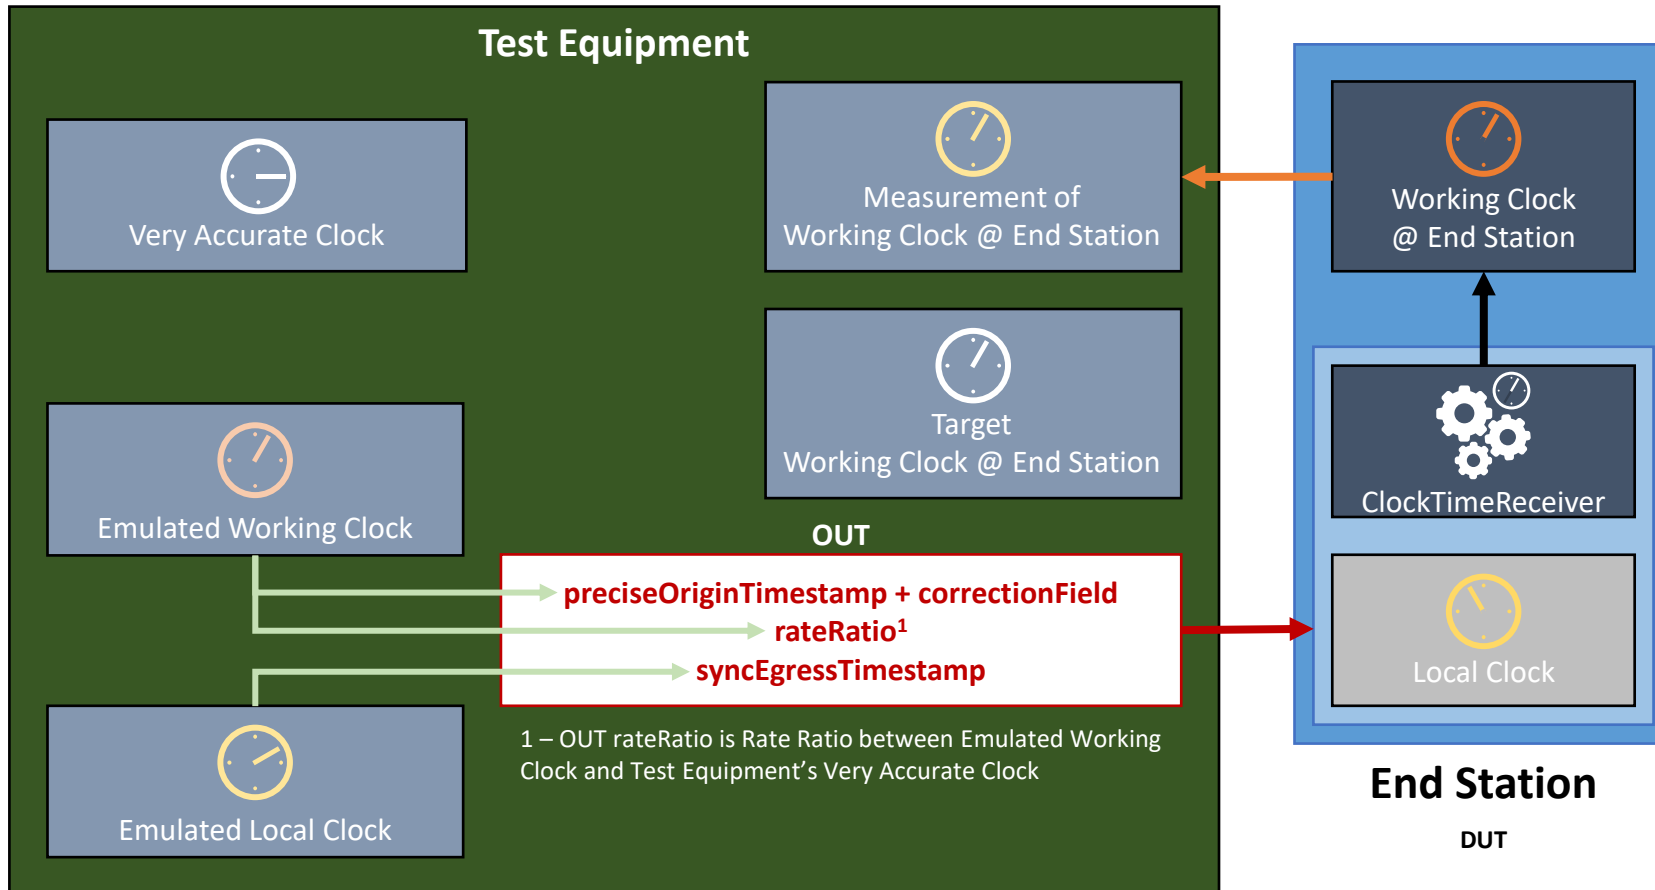 Test Equipment
Very Accurate Clock
Measurement of
Working Clock @ End Station
Working Clock
@ End Station
Target
Working Clock @ End Station
ClockTimeReceiver
Emulated Working Clock
OUT
preciseOriginTimestamp + correctionField
rateRatio¹
syncEgressTimestamp
Local Clock
1 – OUT rateRatio is Rate Ratio between Emulated Working
Clock and Test Equipment’s Very Accurate Clock
Emulated Local Clock
End Station
DUT